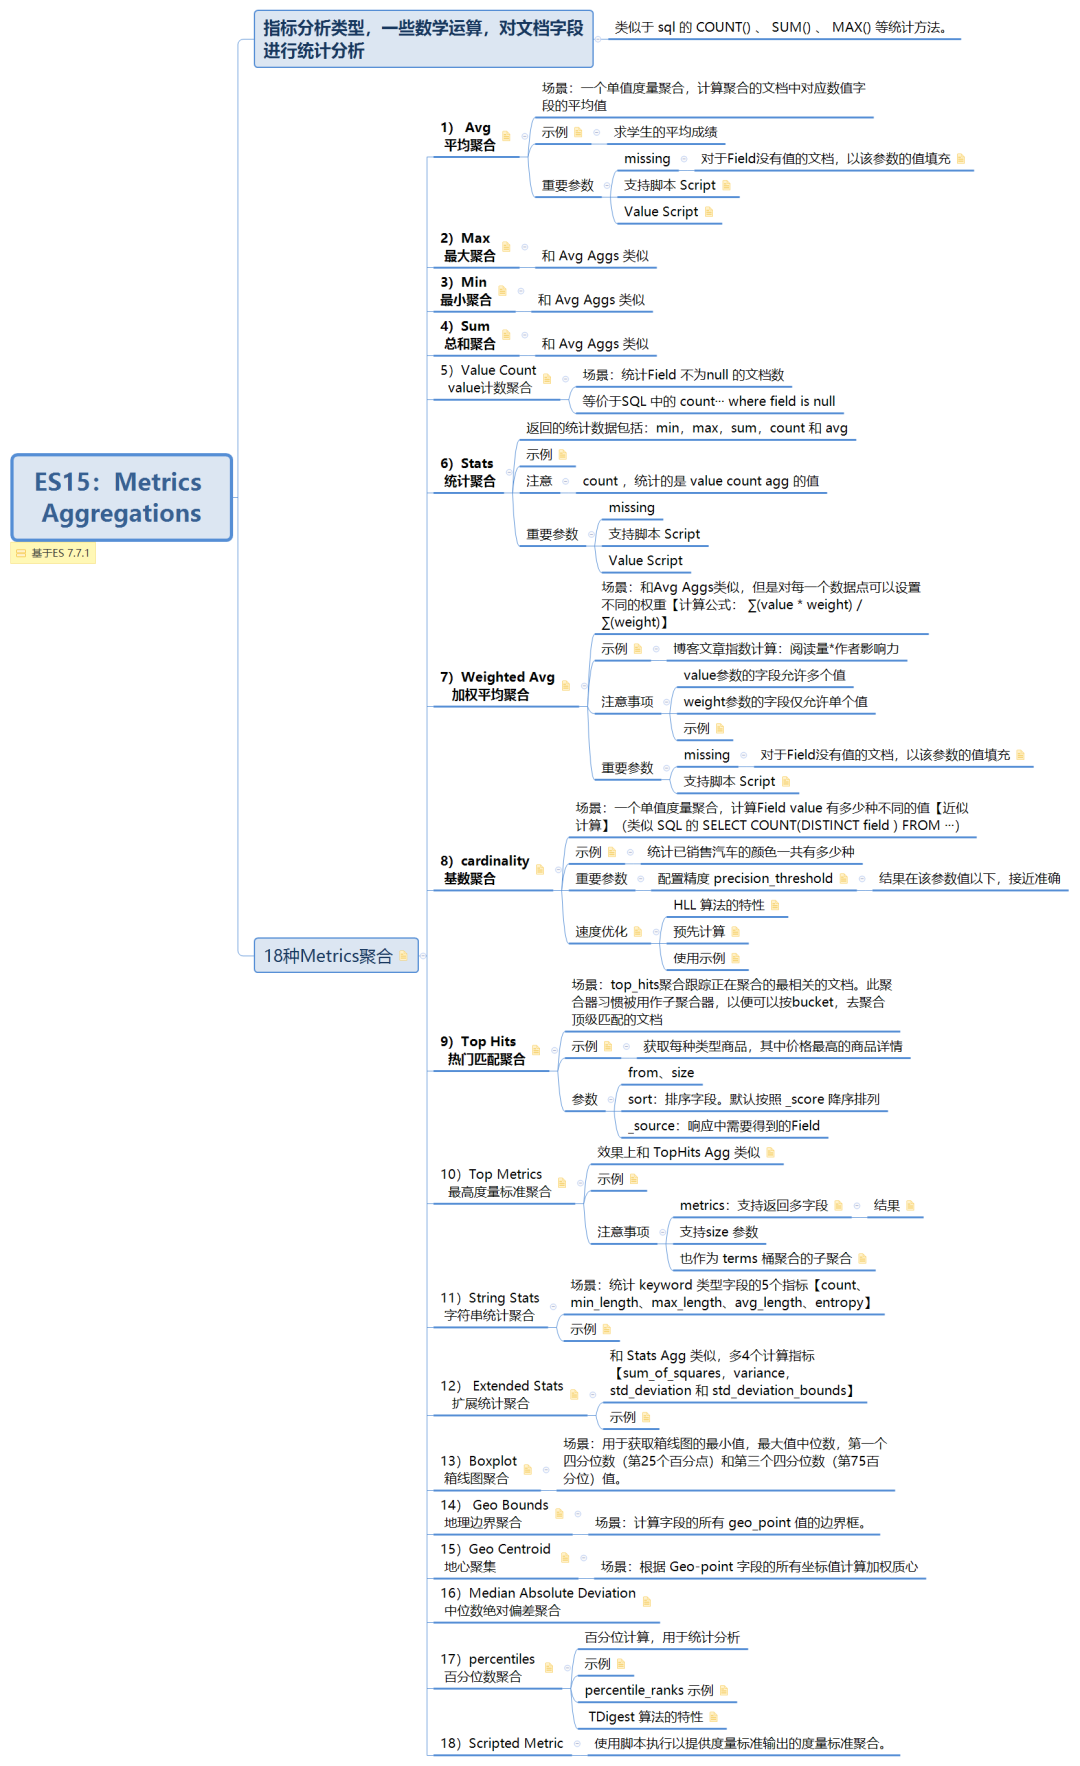 ES15：Metrics
Aggregations
基于ES 7.7.1
指标分析类型，一些数学运算，对文档字段
进行统计分析
类似于 sql 的 COUNT() 、 SUM() 、 MAX() 等统计方法。
18种Metrics聚合
1） Avg
平均聚合
场景：一个单值度量聚合，计算聚合的文档中对应数值字
段的平均值
示例
求学生的平均成绩
重要参数
missing
对于Field没有值的文档，以该参数的值填充
支持脚本 Script
Value Script
2）Max
最大聚合
和 Avg Aggs 类似
3）Min
最小聚合
和 Avg Aggs 类似
4）Sum
总和聚合
和 Avg Aggs 类似
5）Value Count
value计数聚合
场景：统计Field 不为null 的文档数
等价于SQL 中的 count··· where field is null
6）Stats
统计聚合
返回的统计数据包括：min，max，sum，count 和 avg
示例
注意
count ，统计的是 value count agg 的值
重要参数
missing
支持脚本 Script
Value Script
7）Weighted Avg
加权平均聚合
场景：和Avg Aggs类似，但是对每一个数据点可以设置
不同的权重【计算公式： ∑(value * weight) /
∑(weight)】
示例
博客文章指数计算：阅读量*作者影响力
注意事项
value参数的字段允许多个值
weight参数的字段仅允许单个值
示例
重要参数
missing
对于Field没有值的文档，以该参数的值填充
支持脚本 Script
8）cardinality
基数聚合
场景：一个单值度量聚合，计算Field value 有多少种不同的值【近似
计算】（类似 SQL 的 SELECT COUNT(DISTINCT field ) FROM ···）
示例
统计已销售汽车的颜色一共有多少种
重要参数
配置精度 precision_threshold
结果在该参数值以下，接近准确
速度优化
HLL 算法的特性
预先计算
使用示例
9）Top Hits
热门匹配聚合
场景：top_hits聚合跟踪正在聚合的最相关的文档。此聚
合器习惯被用作子聚合器，以便可以按bucket，去聚合
顶级匹配的文档
示例
获取每种类型商品，其中价格最高的商品详情
参数
from、size
sort：排序字段。默认按照 _score 降序排列
_source：响应中需要得到的Field
10）Top Metrics
最高度量标准聚合
效果上和 TopHits Agg 类似
示例
注意事项
metrics：支持返回多字段
结果
支持size 参数
也作为 terms 桶聚合的子聚合
11）String Stats
字符串统计聚合
场景：统计 keyword 类型字段的5个指标【count、
min_length、max_length、avg_length、entropy】
示例
12） Extended Stats
扩展统计聚合
和 Stats Agg 类似，多4个计算指标
【sum_of_squares，variance，
std_deviation 和 std_deviation_bounds】
示例
13）Boxplot
箱线图聚合
场景：用于获取箱线图的最小值，最大值中位数，第一个
四分位数（第25个百分点）和第三个四分位数（第75百
分位）值。
14） Geo Bounds
地理边界聚合
场景：计算字段的所有 geo_point 值的边界框。
15）Geo Centroid
地心聚集
场景：根据 Geo-point 字段的所有坐标值计算加权质心
16）Median Absolute Deviation
中位数绝对偏差聚合
17）percentiles
百分位数聚合
百分位计算，用于统计分析
示例
percentile_ranks 示例
TDigest 算法的特性
18）Scripted Metric
使用脚本执行以提供度量标准输出的度量标准聚合。